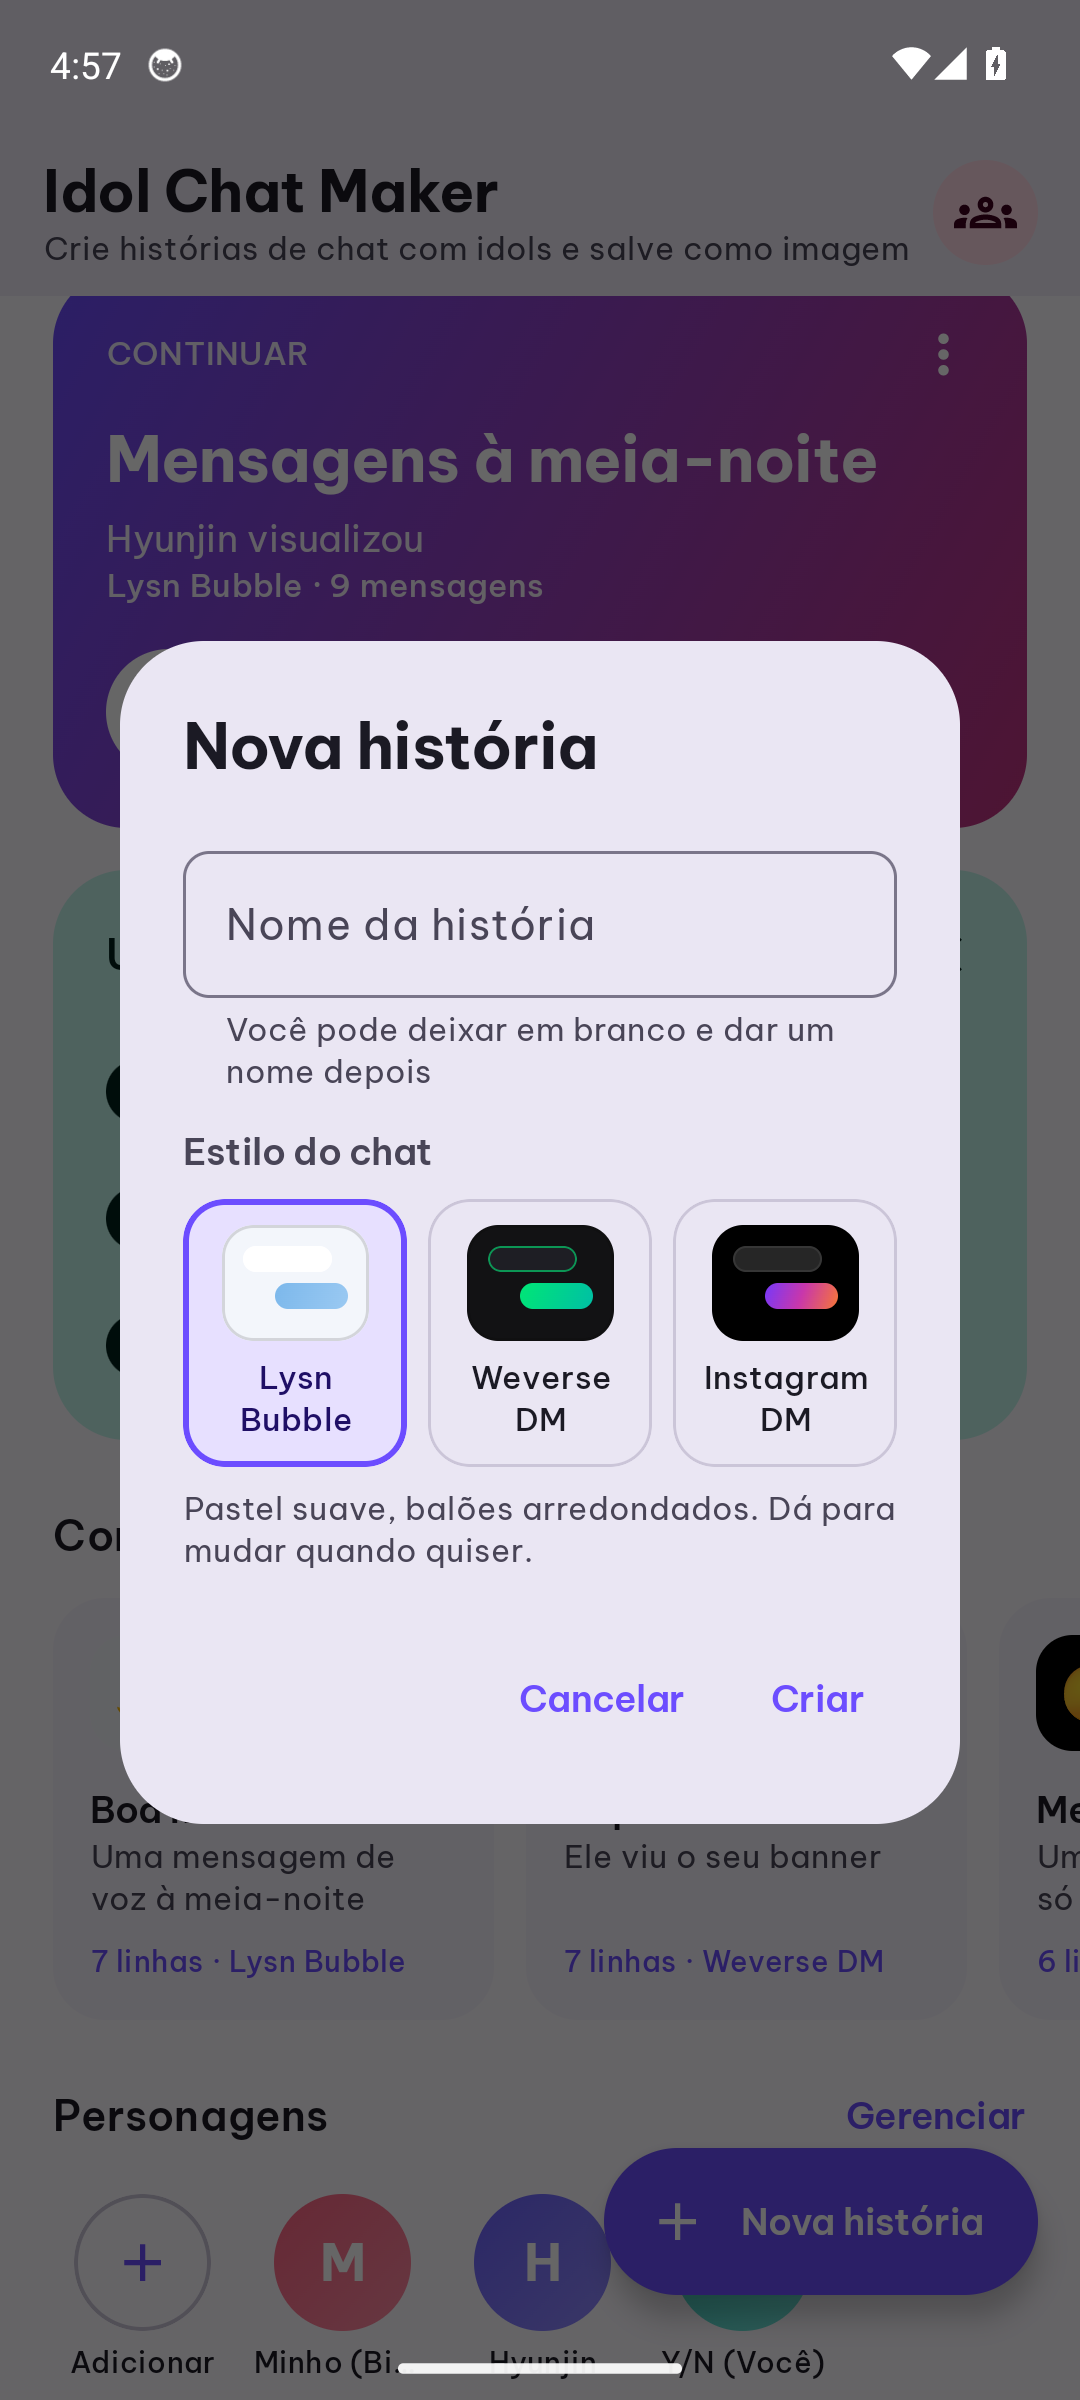 4:57
Idol Chat Maker
Crie histórias de chat com idols e salve como imagem
CONTINUAR
Mensagens à meia-noite
Hyunjin visualizou
Lysn Bubble · 9 mensagens
Nova história
Nome da história
Você pode deixar em branco e dar um
nome depois
Estilo do chat
Lysn
Bubble
Weverse
DM
Instagram
DM
Pastel suave, balões arredondados. Dá para
mudar quando quiser.
Cancelar
Criar
Uma mensagem de
voz à meia-noite
7 linhas · Lysn Bubble
Ele viu o seu banner
7 linhas · Weverse DM
só
Personagens
Gerenciar
Nova história
M
H
Adicionar
Minho (Bi...
Hyunjin
Y/N (Você)